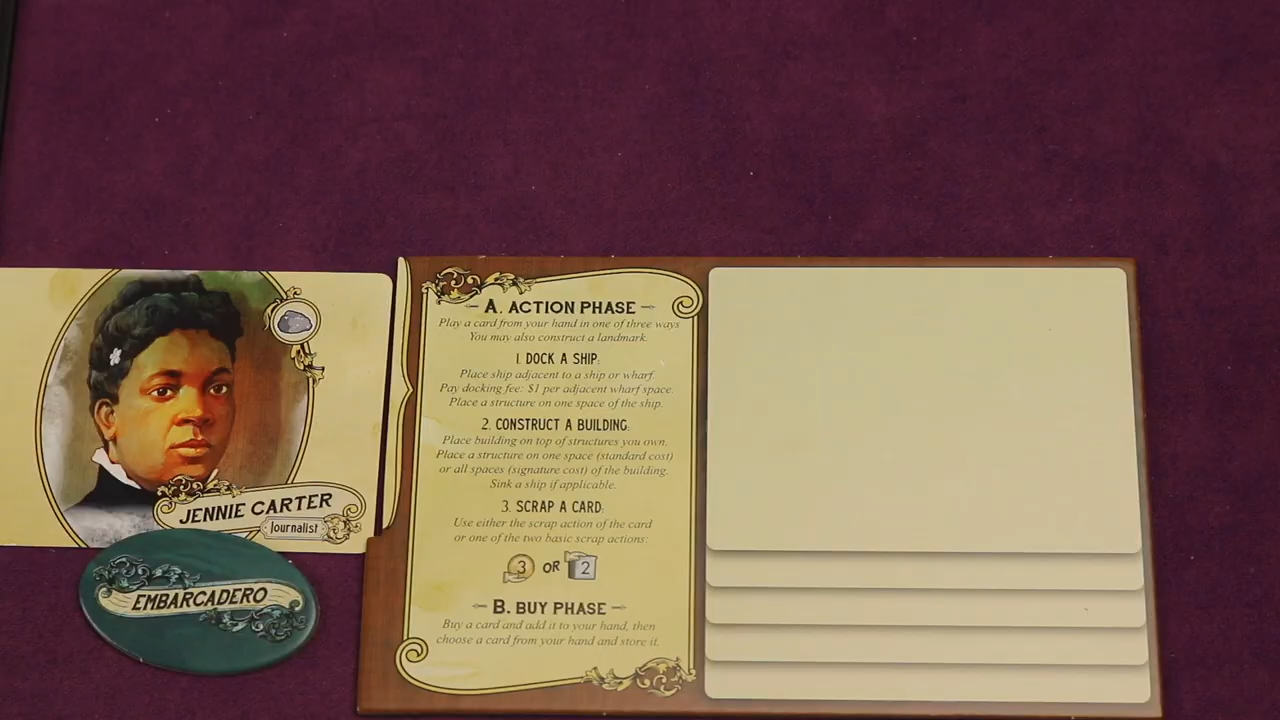 JENNIE CARTER
Journalist
EMBARCADERO
A. ACTION PHASE
Play a card from your hand in one of three ways
You may also construct a landmark.
1. DOCK A SHIP:
Place ship adjacent to a ship or wharf.
Pay docking fee: $1 per adjacent wharf space.
Place a structure on one space of the ship.
2. CONSTRUCT A BUILDING:
Place building on top of structures you own.
Place a structure on one space (standard cost)
or all spaces (signature cost) of the building.
Sink a ship if applicable.
3. SCRAP A CARD:
Use either the scrap action of the card
or one of the two basic scrap actions:
3 OR 2
B. BUY PHASE
Buy a card and add it to your hand, then
choose a card from your hand and store it.